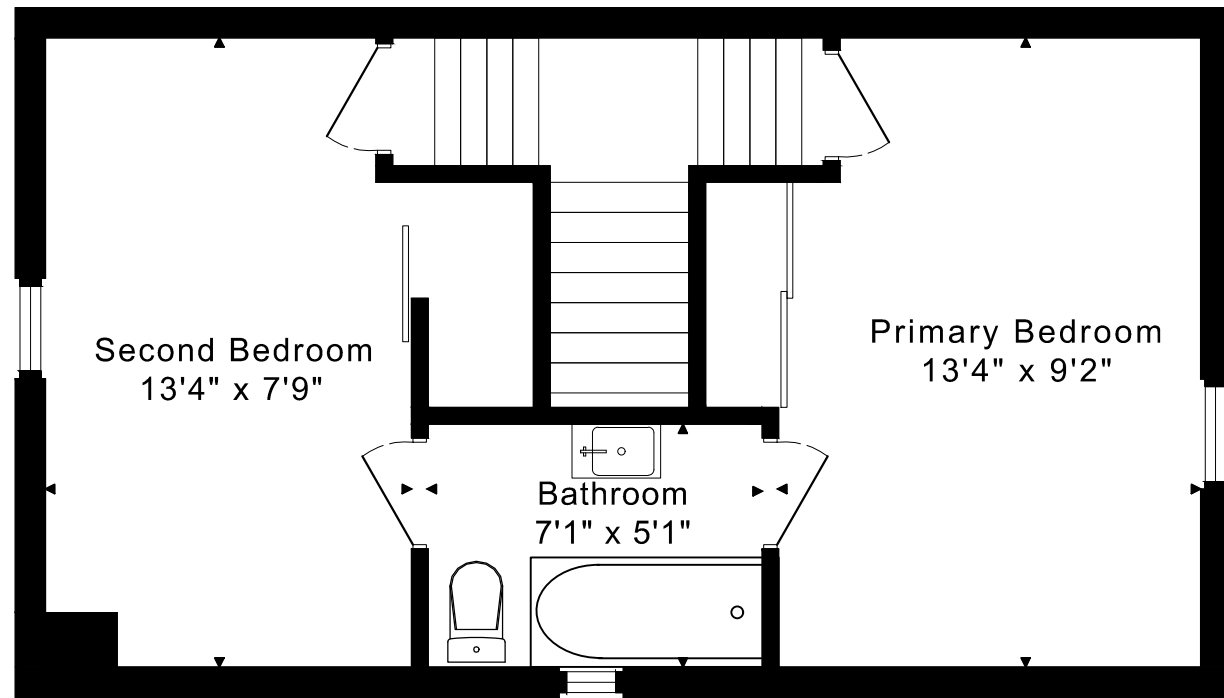 Second Bedroom
13'4" x 7'9"
Primary Bedroom
13'4" x 9'2"
Bathroom
7'1" x 5'1"